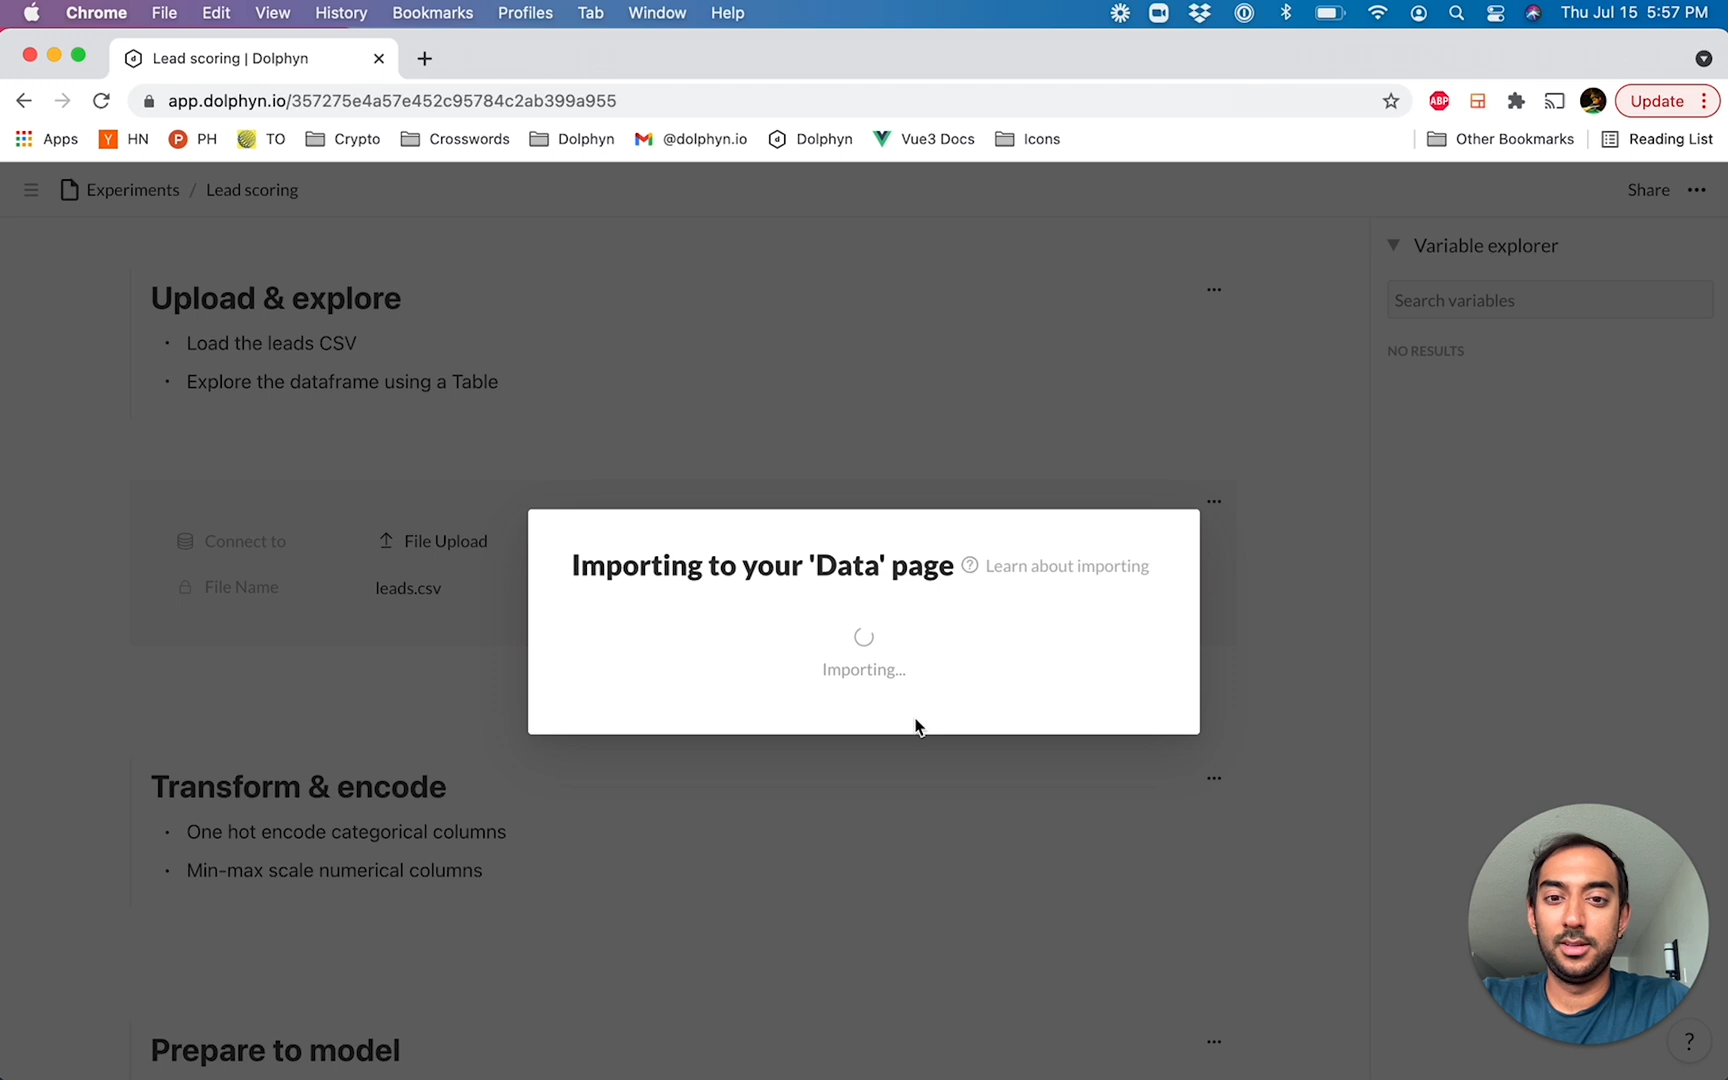 Chrome File Edit View History Bookmarks Profiles Tab Window Help Thu Jul 15 5:57 PM
Lead scoring | Dolphyn
app.dolphyn.io/357275e4a57e452c95784c2ab399a955 ABP Update
Apps Y HN P PH TO Crypto Crosswords Dolphyn @dolphyn.io d Dolphyn Vue3 Docs Icons Other Bookmarks Reading List
Experiments / Lead scoring Share
Variable explorer
Upload & explore
Search variables
• Load the leads CSV
NO RESULTS
• Explore the dataframe using a Table
Connect to File Upload
Importing to your 'Data' page ? Learn about importing
File Name leads.csv
Importing...
Transform & encode
• One hot encode categorical columns
• Min-max scale numerical columns
Prepare to model
?